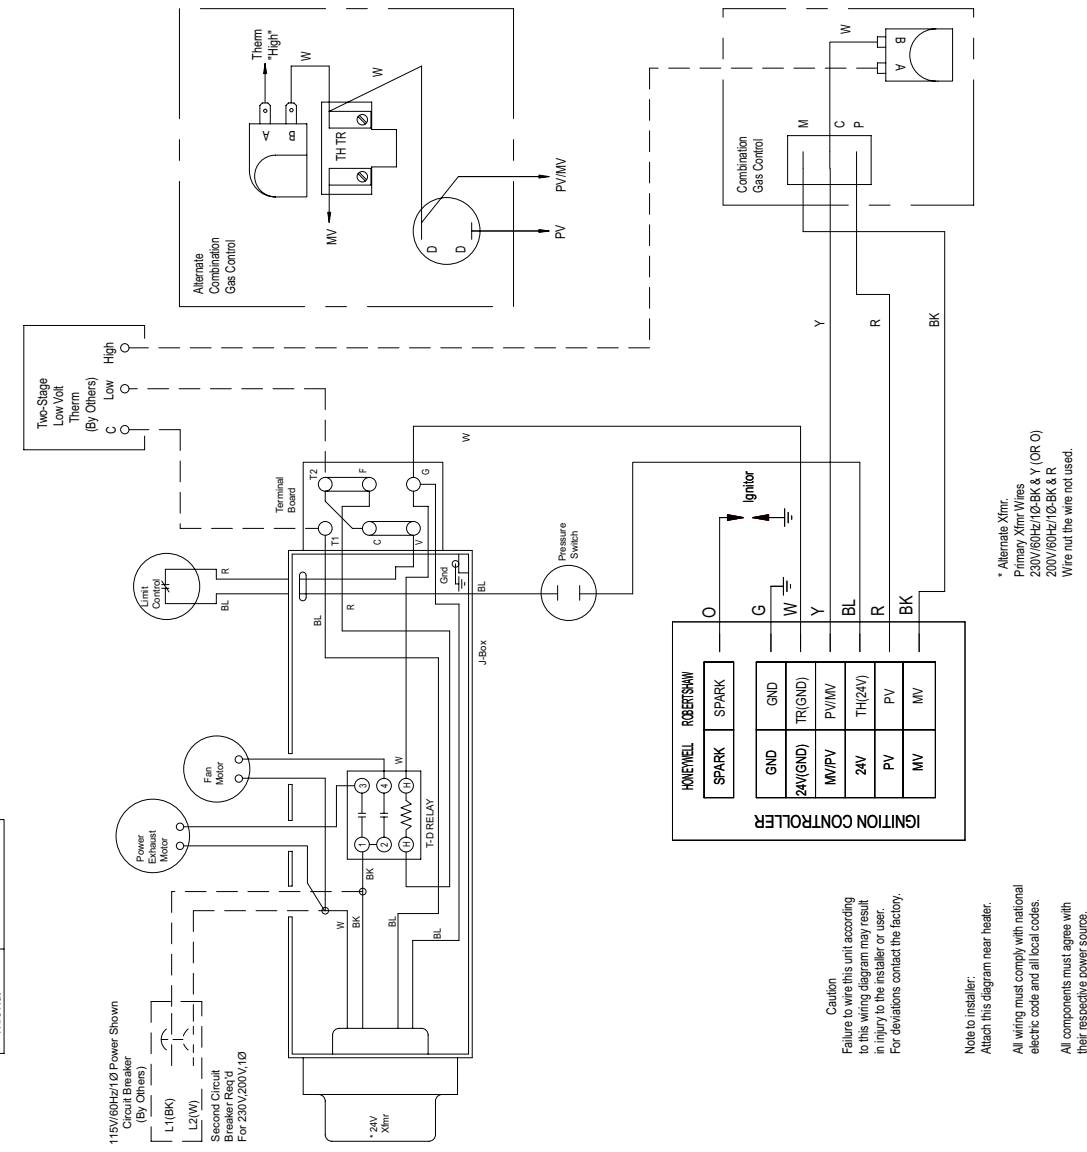 115V/60Hz/1Ø Power Shown
Circuit Breaker
(By Others)
L1(BK)
L2(W)
Second Circuit
Breaker Req'd
For 230V,200V,1Ø
* 24V
Xfmr
Power
Exhaust
Motor
Fan
Motor
Limit
Control
BL
R
W
BK
BK
BL
BL
1
2
3
4
H
H
T-D RELAY
W
BL
R
J-Box
Gnd
BL
Terminal
Board
T1
T2
C
F
V
G
W
Pressure
Switch
Two-Stage
Low Volt
Therm
(By Others)
C
Low
High
Alternate
Combination
Gas Control
Therm
"High"
W
A
B
W
TH TR
MV
D
D
PV
PV/MV
Combination
Gas Control
M
C
P
W
B
A
Y
R
BK
Ignitor
O
G
W
Y
BL
R
BK
HONEYWELL ROBERTSHAW
SPARK SPARK
GND GND
24V(GND) TR(GND)
MV/PV PV/MV
24V TH(24V)
PV PV
MV MV
IGNITION CONTROLLER
* Alternate Xfmr.
Primary Xfmr Wires
230V/60Hz/1Ø-BK & Y (OR O)
200V/60Hz/1Ø-BK & R
Wire nut the wire not used.
Caution
Failure to wire this unit according
to this wiring diagram may result
in injury to the installer or user.
For deviations contact the factory.
Note to installer:
Attach this diagram near heater.
All wiring must comply with national
electric code and all local codes.
All components must agree with
their respective power source.